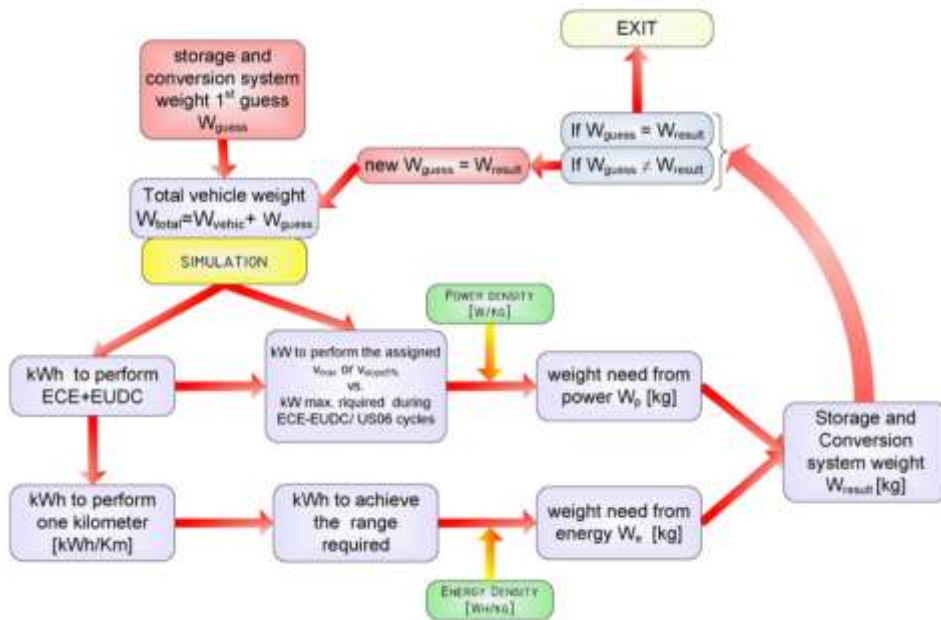 EXIT
storage and
conversion system
weight 1st guess
Wguess
If Wguess = Wresult
If Wguess ≠ Wresult
new Wguess = Wresult
Total vehicle weight
Wtotal=Wvehic+ Wguess
SIMULATION
POWER DENSITY
[W/KG]
kWh to perform
ECE+EUDC
kW to perform the assigned
vmax or vslope5%
vs.
kW max. riquired during
ECE-EUDC/ US06 cycles
weight need from
power Wp [kg]
Storage and
Conversion
system weight
Wresult [kg]
kWh to perform
one kilometer
[kWh/Km]
kWh to achieve
the range
required
weight need from
energy We [kg]
ENERGY DENSITY
[WH/KG]